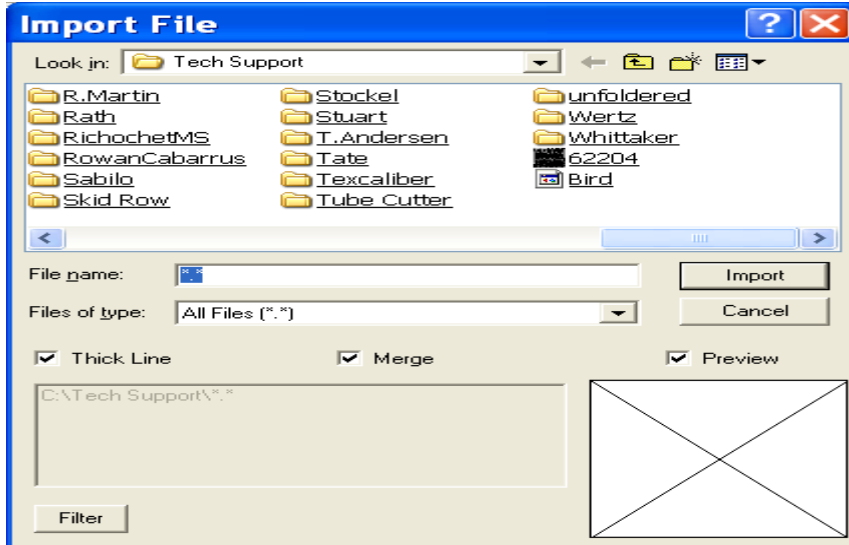 Import File
Look in: Tech Support
R.Martin Stockel unfoldered
Rath Stuart Wertz
RichochetMS T.Andersen Whittaker
RowanCabarrus Tate 62204
Sabilo Texcaliber Bird
Skid Row Tube Cutter
File name: *.* Import
Files of type: All Files (*.*) Cancel
Thick Line Merge Preview
C:\Tech Support\*.*
Filter